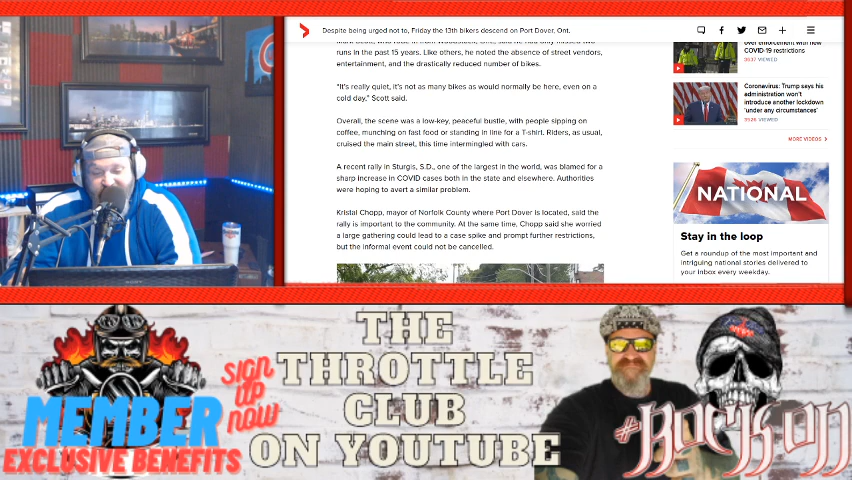 Despite being urged not to, Friday the 13th bikers descend on Port Dover, Ont.
runs in the past 15 years. Like others, he noted the absence of street vendors,
entertainment, and the drastically reduced number of bikes.
"It's really quiet, it's not as many bikes as would normally be here, even on a
cold day," Scott said.
Overall, the scene was a low-key, peaceful bustle, with people sipping on
coffee, munching on fast food or standing in line for a T-shirt. Riders, as usual,
cruised the main street, this time intermingled with cars.
A recent rally in Sturgis, S.D., one of the largest in the world, was blamed for a
sharp increase in COVID cases both in the state and elsewhere. Authorities
were hoping to avert a similar problem.
Kristal Chopp, mayor of Norfolk County where Port Dover is located, said the
rally is important to the community. At the same time, Chopp said she worried
a large gathering could lead to a case spike and prompt further restrictions,
but the informal event could not be cancelled.
over enforcement with new
COVID-19 restrictions
VIEWED
Coronavirus: Trump says his
administration won't
introduce another lockdown
'under any circumstances'
VIEWED
MORE VIDEOS
NATIONAL
Stay in the loop
Get a roundup of the most important and
intriguing national stories delivered to
your inbox every weekday.
MEMBER
EXCLUSIVE BENEFITS
SIGN
UP
NOW
THE
THROTTLE
CLUB
ON YOUTUBE
#ROCK ON